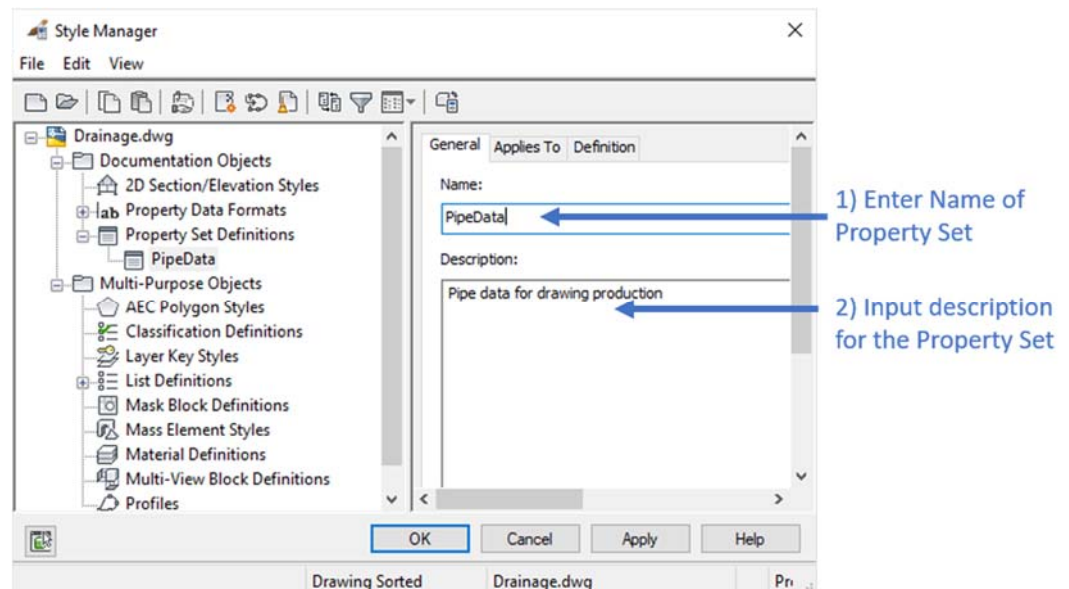 Style Manager
File Edit View
Drainage.dwg
Documentation Objects
2D Section/Elevation Styles
ab Property Data Formats
Property Set Definitions
PipeData
Multi-Purpose Objects
AEC Polygon Styles
Classification Definitions
Layer Key Styles
List Definitions
Mask Block Definitions
Mass Element Styles
Material Definitions
Multi-View Block Definitions
Profiles
General Applies To Definition
Name:
PipeData
Description:
Pipe data for drawing production
1) Enter Name of
Property Set
2) Input description
for the Property Set
OK Cancel Apply Help
Drawing Sorted Drainage.dwg